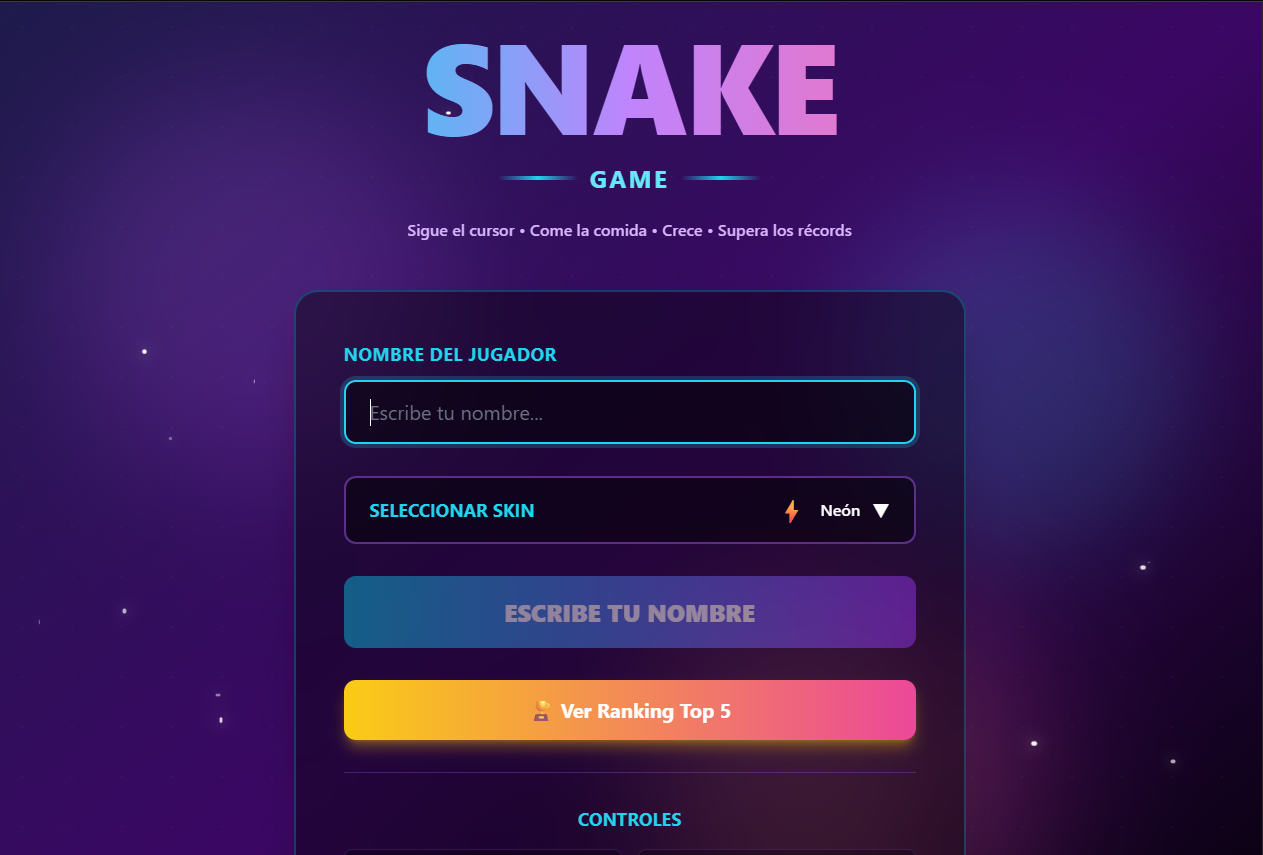 SNAKE
GAME
Sigue el cursor • Come la comida • Crece • Supera los récords
NOMBRE DEL JUGADOR
Escribe tu nombre...
SELECCIONAR SKIN ⚡ Neón ▼
ESCRIBE TU NOMBRE
🏆 Ver Ranking Top 5
CONTROLES